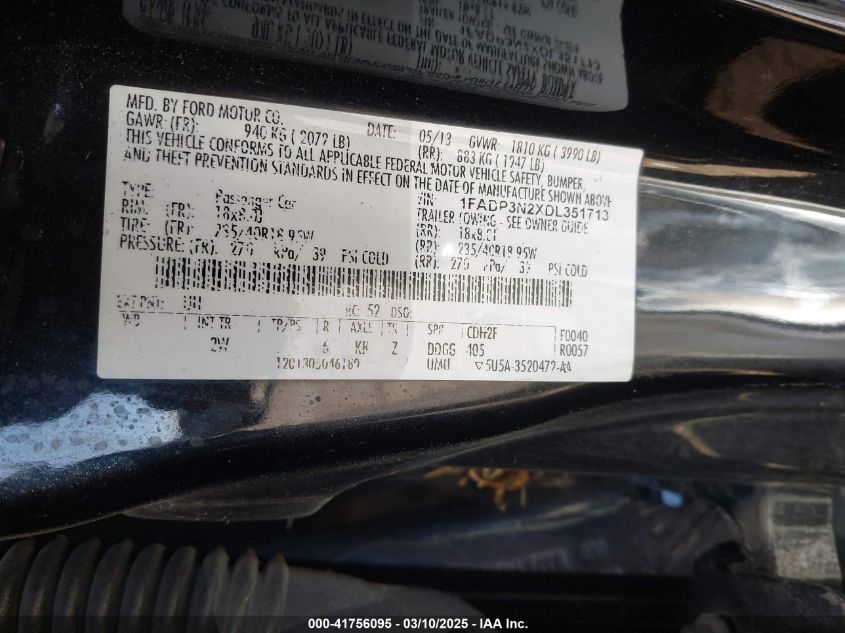 MFD. BY FORD MOTOR CO.
DATE: 05/13 GVWR: 1810 KG ( 3990 LB)
GAWR: (FR): 940 KG ( 2072 LB) (RR): 883 KG ( 1947 LB)
THIS VEHICLE CONFORMS TO ALL APPLICABLE FEDERAL MOTOR VEHICLE SAFETY, BUMPER,
AND THEFT PREVENTION STANDARDS IN EFFECT ON THE DATE OF MANUFACTURE SHOWN ABOVE.
VIN: 1FADP3N2XDL351713
TYPE: Passenger Car TRAILER TOWING - SEE OWNER GUIDE
RIM: (FR): 18x8.0J (RR): 18x8.0J
TIRE: (FR): 235/40R18 95W (RR): 235/40R18 95W
PRESSURE: (FR): 270 kPa/ 39 PSI COLD (RR): 270 kPa/ 39 PSI COLD
EXT PNT: UH RC: 52 DSO:
WB INT TR TP/PS R AXLE TR SPR CDH2F F0040
2W 6 KB Z DDGG 405 R0057
UMU ▽5U5A-3520472-AA
000-41756095 — 03/10/2025 — IAA Inc.